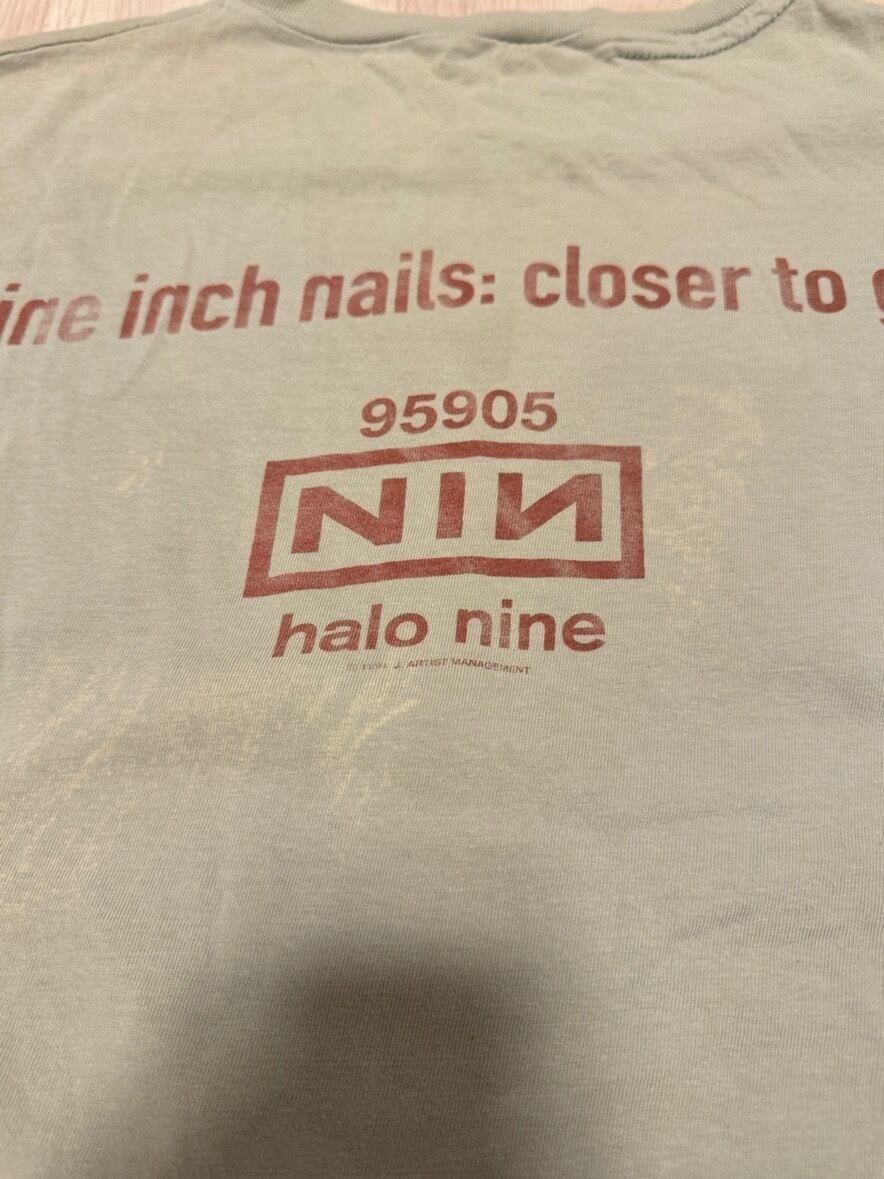 ine inch nails: closer to g
95905
NIN
halo nine
J. ARTIST MANAGEMENT